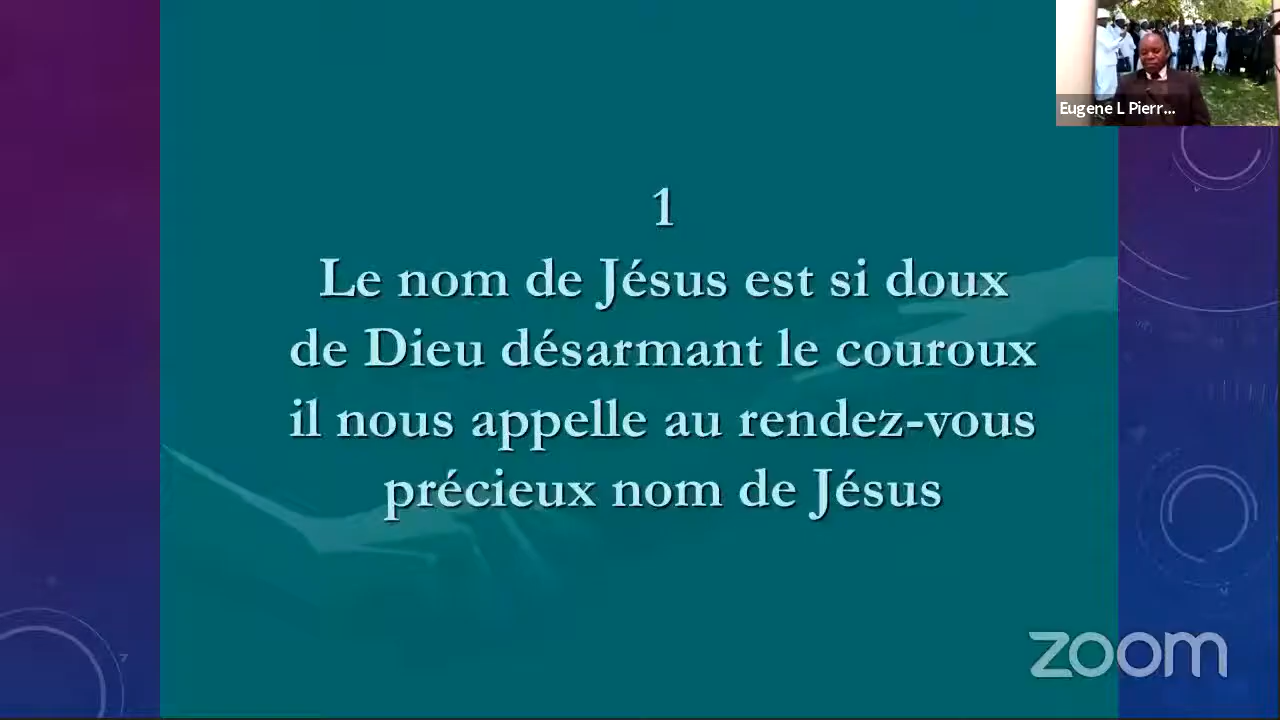 Eugene L Pierr...
1
Le nom de Jésus est si doux
de Dieu désarmant le couroux
il nous appelle au rendez-vous
précieux nom de Jésus
zoom